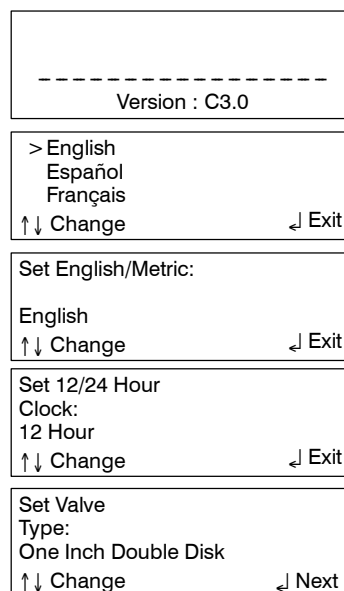 Version : C3.0
> English
Español
Français
↑↓ Change ↵ Exit
Set English/Metric:
English
↑↓ Change ↵ Exit
Set 12/24 Hour
Clock:
12 Hour
↑↓ Change ↵ Exit
Set Valve
Type:
One Inch Double Disk
↑↓ Change ↵ Next